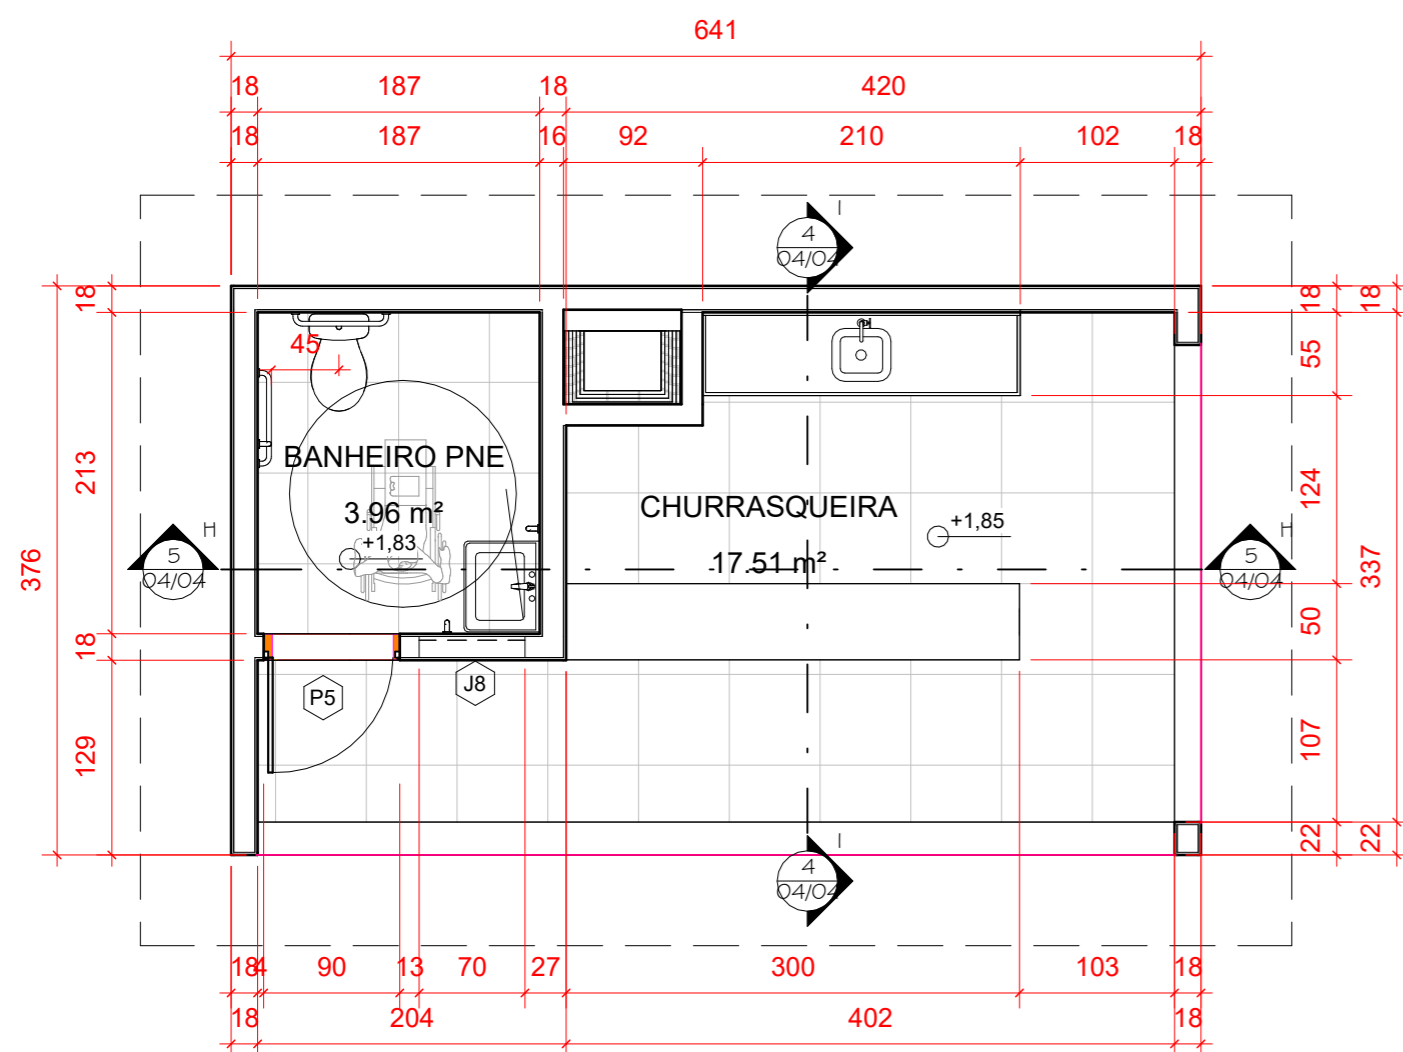 641
18 187 18 420
18 187 16 92 210 102 18
I
4
04/04
18
18
18
45
55
BANHEIRO PNE
3.96 m²
+1,83
CHURRASQUEIRA
17.51 m²
+1,85
213
124
H
5
04/04
H
5
04/04
376
337
18
50
P5
J8
129
107
I
4
04/04
22
22
18 4 90 13 70 27 300 103 18
18 204 402 18